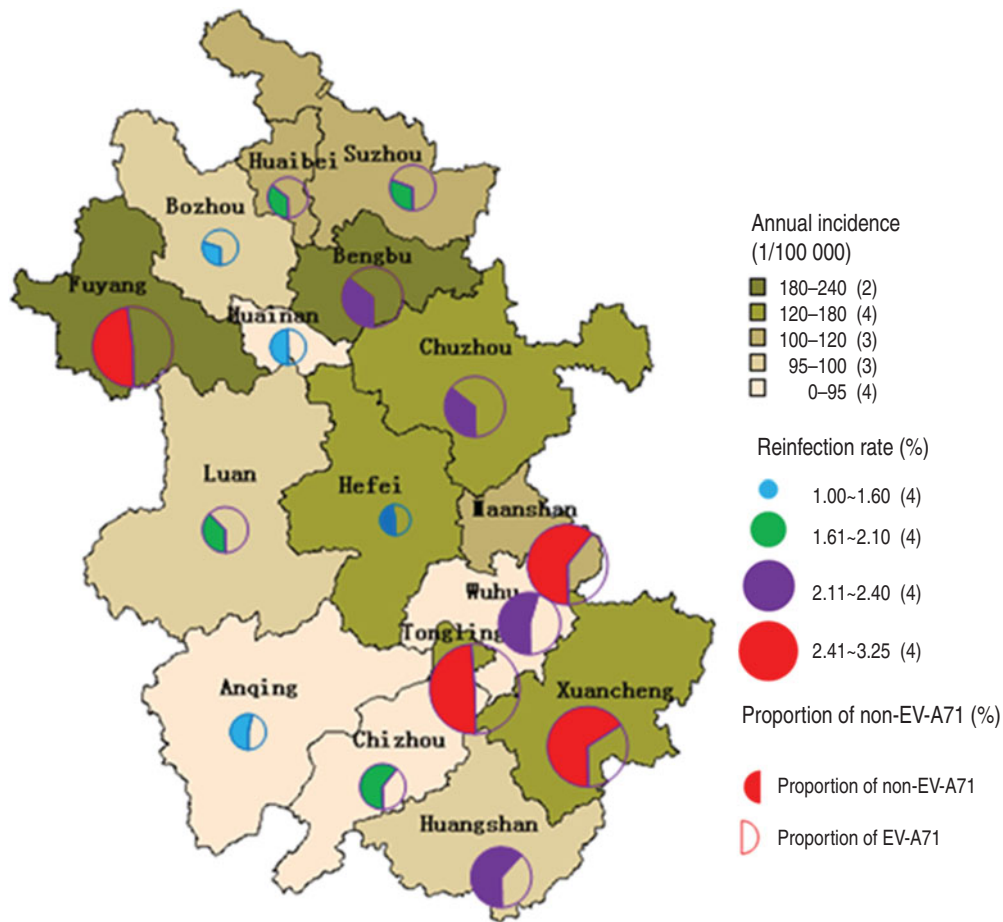 Huaibei
Suzhou
Bozhou
Bengbu
Fuyang
Huainan
Chuzhou
Luan
Hefei
Maanshan
Wuhu
Tongling
Anqing
Xuancheng
Chizhou
Huangshan
Annual incidence
(1/100 000)
180–240 (2)
120–180 (4)
100–120 (3)
95–100 (3)
0–95 (4)
Reinfection rate (%)
1.00~1.60 (4)
1.61~2.10 (4)
2.11~2.40 (4)
2.41~3.25 (4)
Proportion of non-EV-A71 (%)
Proportion of non-EV-A71
Proportion of EV-A71